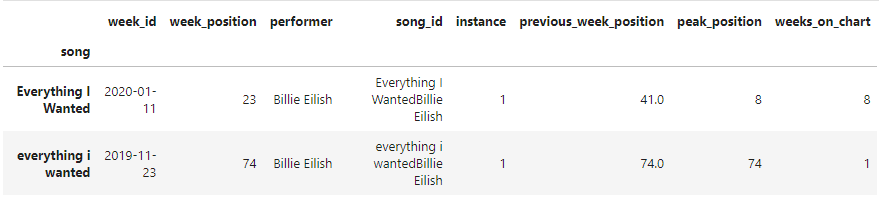 week_id week_position performer song_id instance previous_week_position peak_position weeks_on_chart
song
Everything I Wanted 2020-01-11 23 Billie Eilish Everything I WantedBillie Eilish 1 41.0 8 8
everything i wanted 2019-11-23 74 Billie Eilish everything i wantedBillie Eilish 1 74.0 74 1